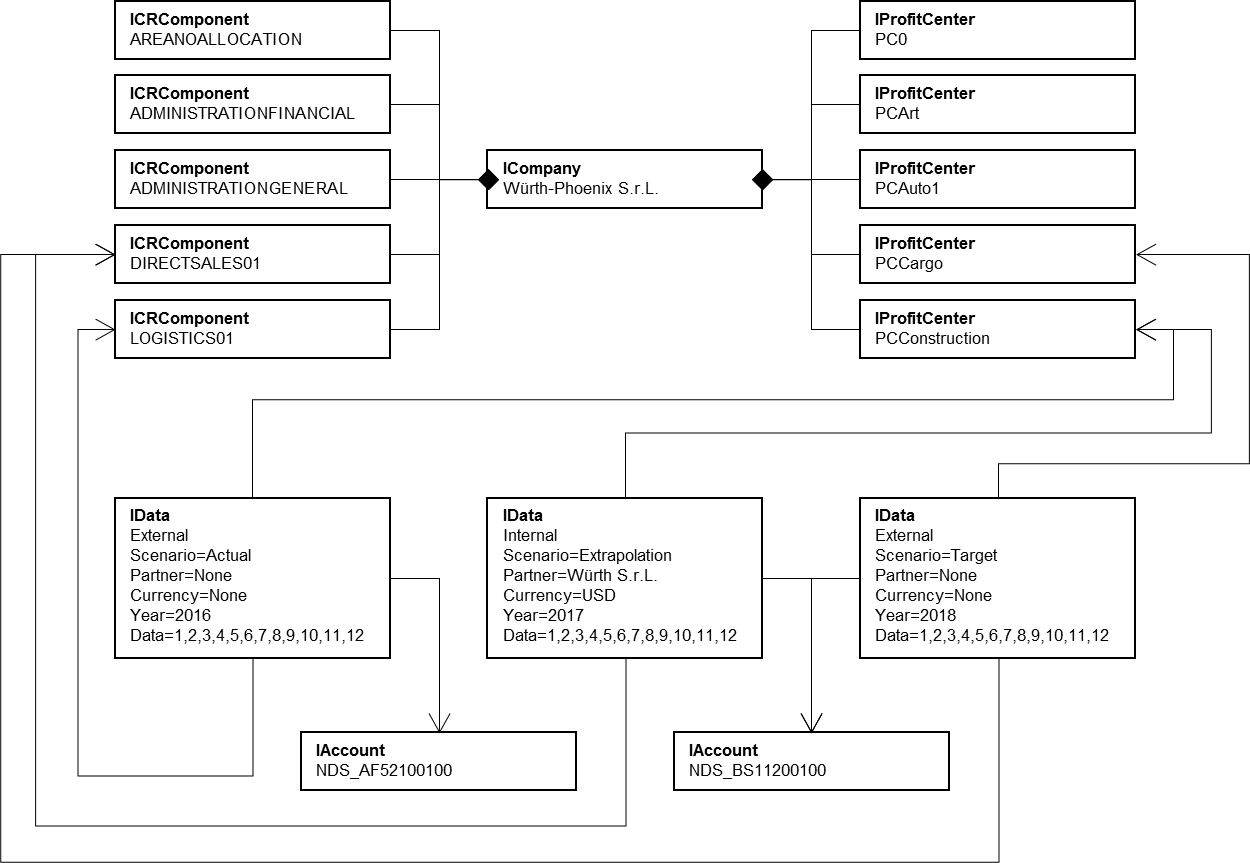 ICRComponent
AREANOALLOCATION
IProfitCenter
PC0
ICRComponent
ADMINISTRATIONFINANCIAL
IProfitCenter
PCArt
ICRComponent
ADMINISTRATIONGENERAL
ICompany
Würth-Phoenix S.r.L.
IProfitCenter
PCAuto1
ICRComponent
DIRECTSALES01
IProfitCenter
PCCargo
ICRComponent
LOGISTICS01
IProfitCenter
PCConstruction
IData
External
Scenario=Actual
Partner=None
Currency=None
Year=2016
Data=1,2,3,4,5,6,7,8,9,10,11,12
IData
Internal
Scenario=Extrapolation
Partner=Würth S.r.L.
Currency=USD
Year=2017
Data=1,2,3,4,5,6,7,8,9,10,11,12
IData
External
Scenario=Target
Partner=None
Currency=None
Year=2018
Data=1,2,3,4,5,6,7,8,9,10,11,12
IAccount
NDS_AF52100100
IAccount
NDS_BS11200100